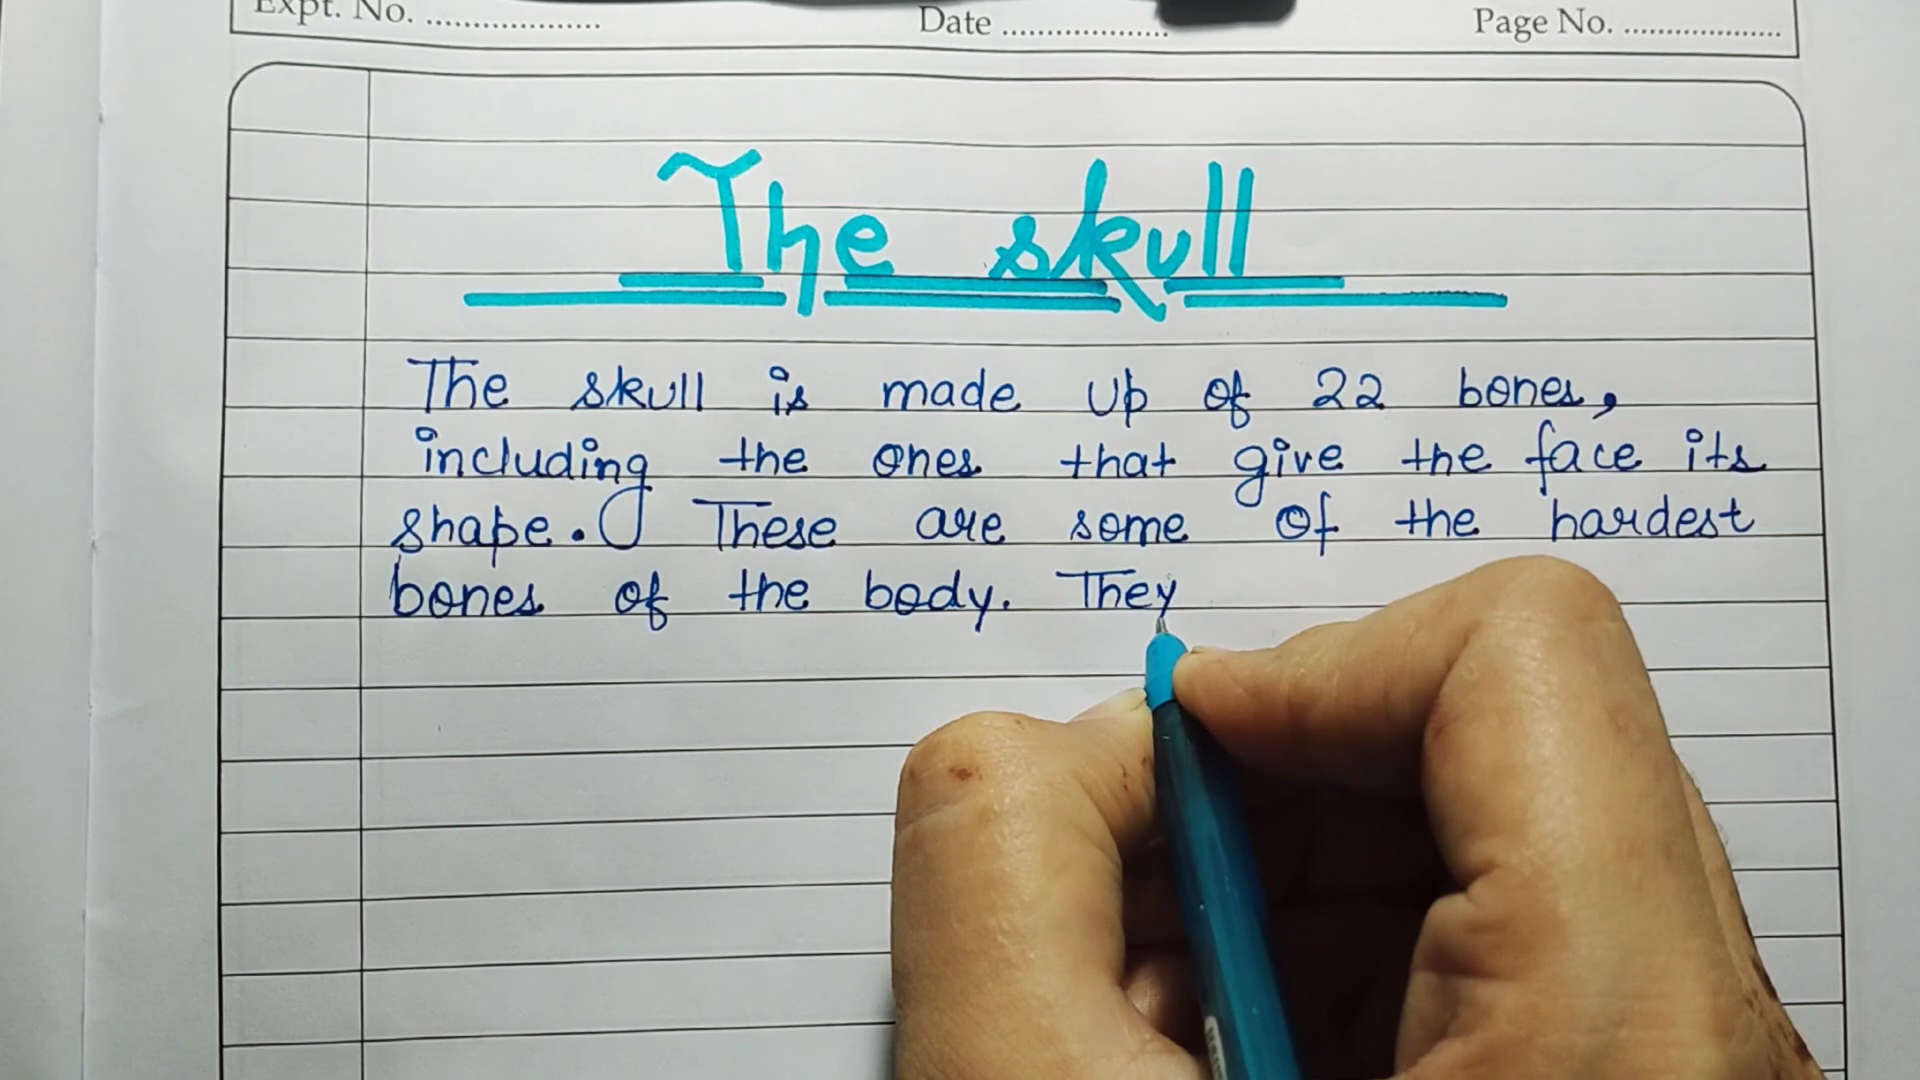 Expt. No. ..................
Date ..................
Page No. ..................
The skull
The skull is made up of 22 bones,
including the ones that give the face its
shape. These are some of the hardest
bones of the body. They